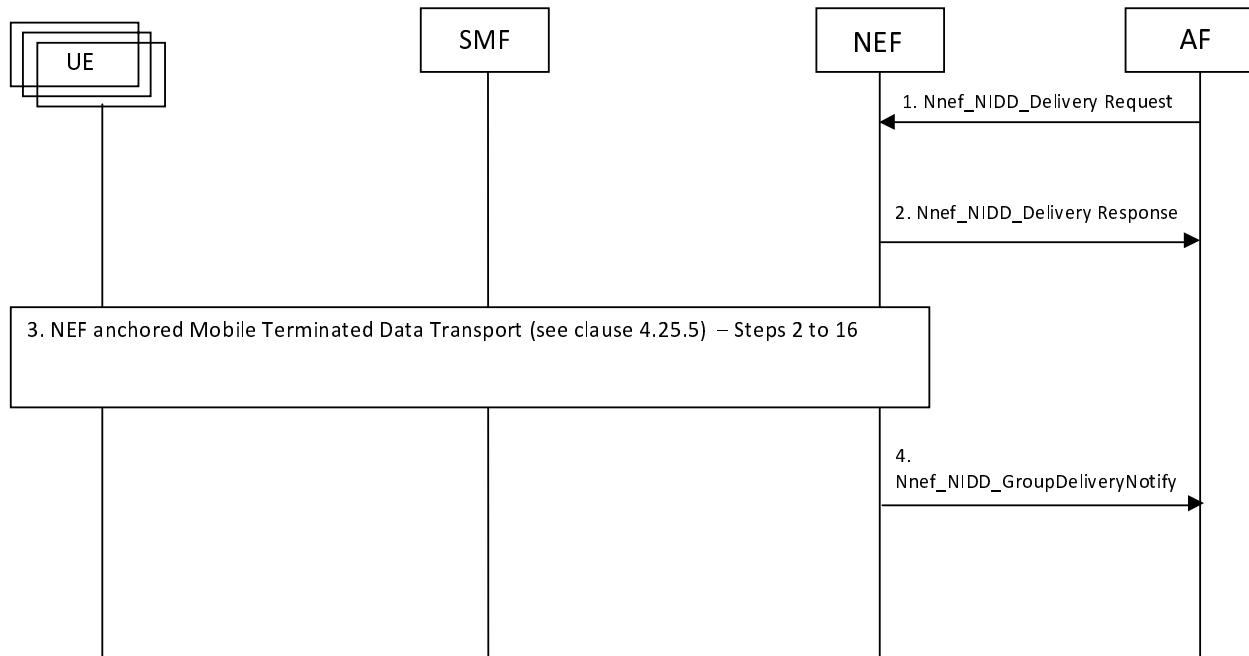 UE
SMF
NEF
AF
1. Nnef_NIDD_Delivery Request
2. Nnef_NIDD_Delivery Response
3. NEF anchored Mobile Terminated Data Transport (see clause 4.25.5) – Steps 2 to 16
4.
Nnef_NIDD_GroupDeliveryNotify